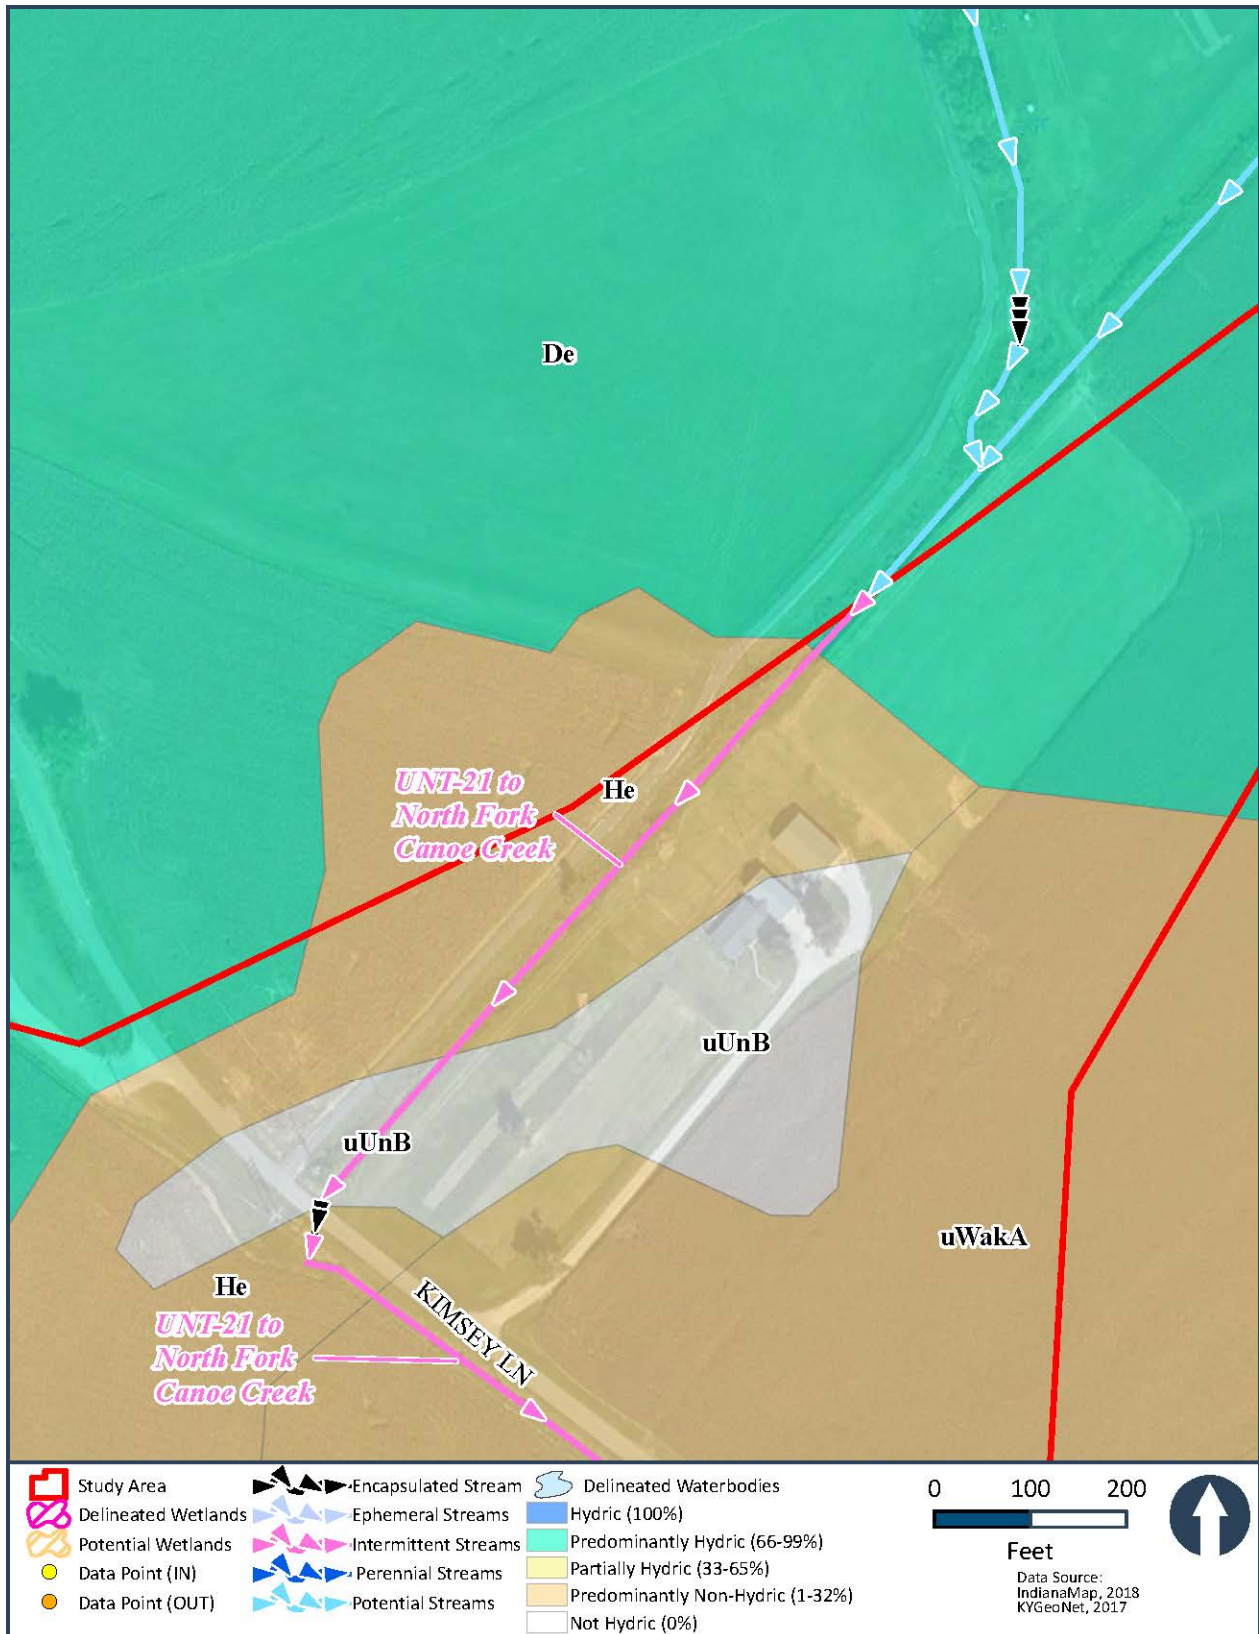 De
UNT-21 to
North Fork
Canoe Creek
He
uUnB
uUnB
uWakA
He
UNT-21 to
North Fork
Canoe Creek
KIMSEY LN
Study Area
Delineated Wetlands
Potential Wetlands
Data Point (IN)
Data Point (OUT)
Encapsulated Stream
Ephemeral Streams
Intermittent Streams
Perennial Streams
Potential Streams
Delineated Waterbodies
Hydric (100%)
Predominantly Hydric (66-99%)
Partially Hydric (33-65%)
Predominantly Non-Hydric (1-32%)
Not Hydric (0%)
0 100 200
Feet
Data Source:
IndianaMap, 2018
KYGeoNet, 2017